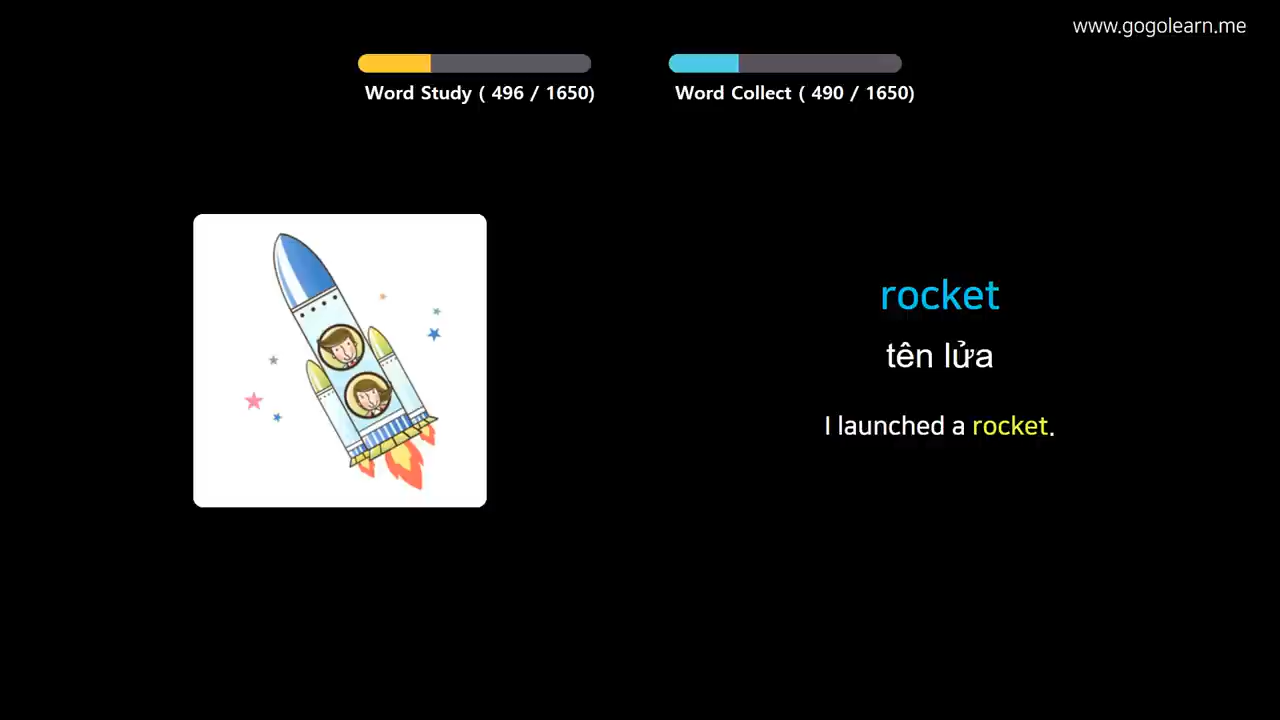 www.gogolearn.me
Word Study ( 496 / 1650)
Word Collect ( 490 / 1650)
rocket
tên lửa
I launched a rocket.